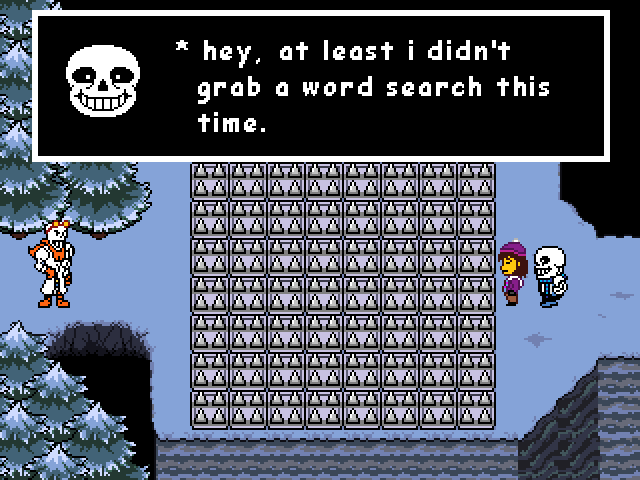 * hey, at least i didn't
grab a word search this
time.